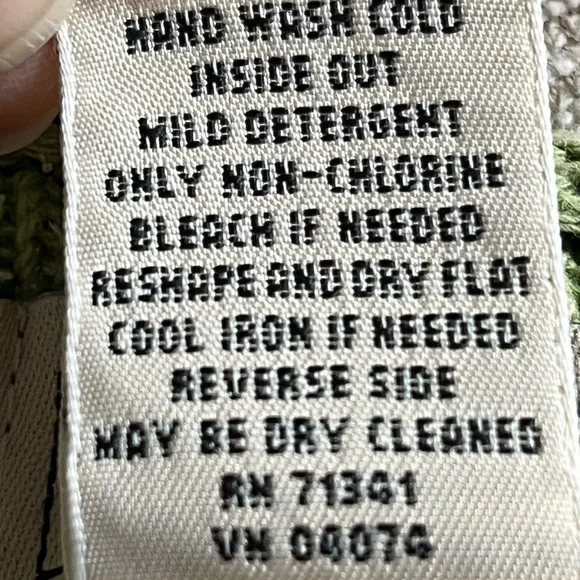 HAND WASH COLD
INSIDE OUT
MILD DETERGENT
ONLY NON-CHLORINE
BLEACH IF NEEDED
RESHAPE AND DRY FLAT
COOL IRON IF NEEDED
REVERSE SIDE
MAY BE DRY CLEANED
RN 71341
VN 04074